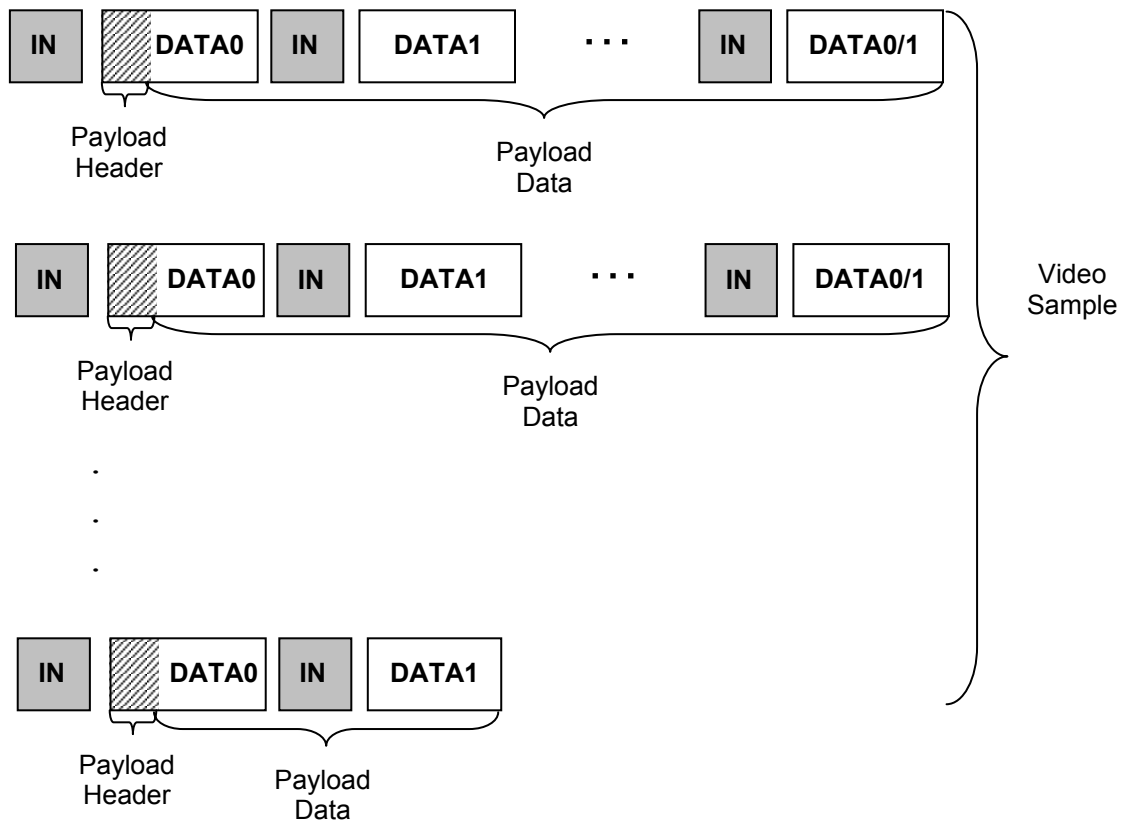 IN DATA0 IN DATA1 . . . IN DATA0/1
Payload
Header
Payload
Data
IN DATA0 IN DATA1 . . . IN DATA0/1
Payload
Header
Payload
Data
Video
Sample
.
.
.
IN DATA0 IN DATA1
Payload
Header
Payload
Data